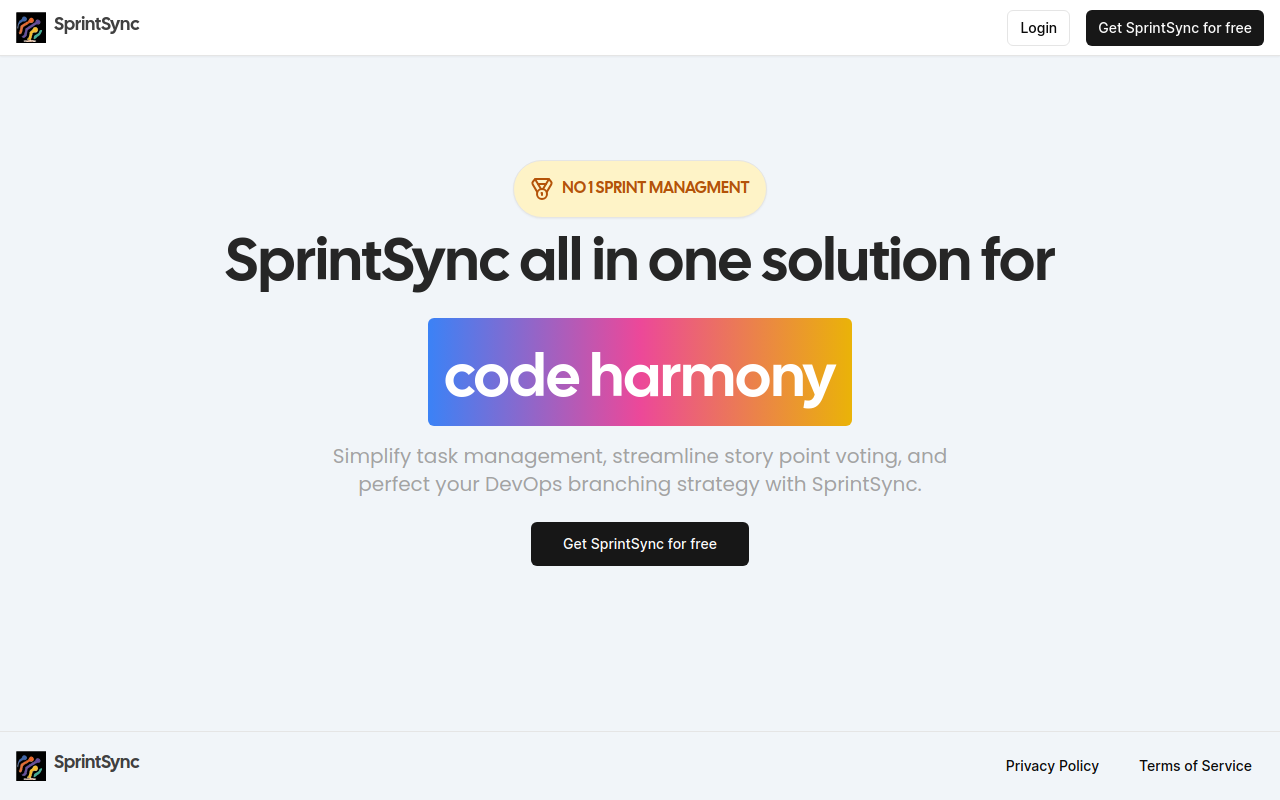 SprintSync
Login
Get SprintSync for free
NO 1 SPRINT MANAGMENT
SprintSync all in one solution for
code harmony
Simplify task management, streamline story point voting, and
perfect your DevOps branching strategy with SprintSync.
Get SprintSync for free
SprintSync
Privacy Policy
Terms of Service